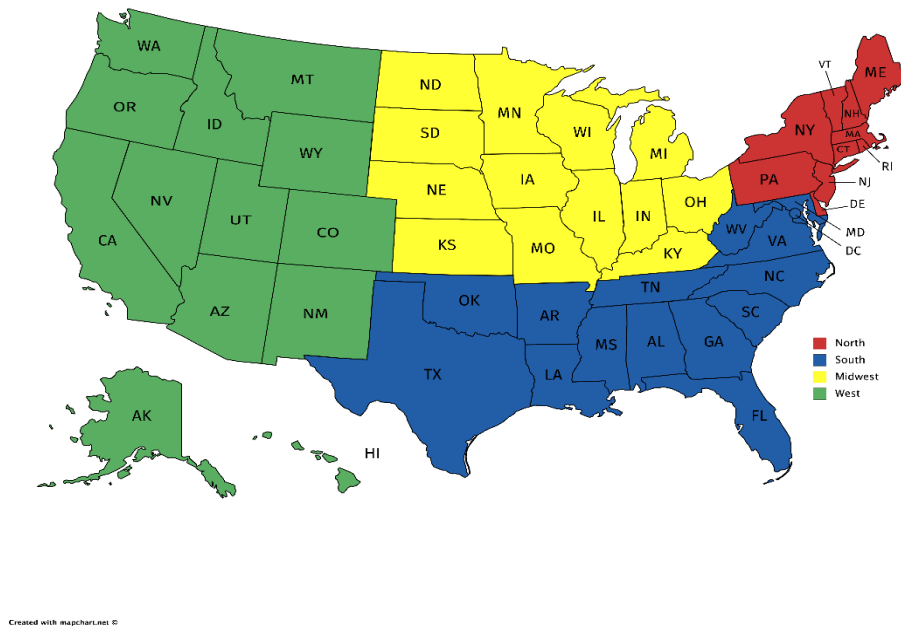 WA
MT
ND
MN
VT
ME
OR
ID
SD
WI
MI
NY
NH
MA
CT
RI
WY
NE
IA
PA
NJ
NV
UT
CO
IL
IN
OH
DE
CA
KS
MO
KY
WV
VA
MD
DC
AZ
NM
OK
AR
TN
NC
SC
MS
AL
GA
North
South
Midwest
West
TX
LA
FL
AK
HI
Created with mapchart.net ©